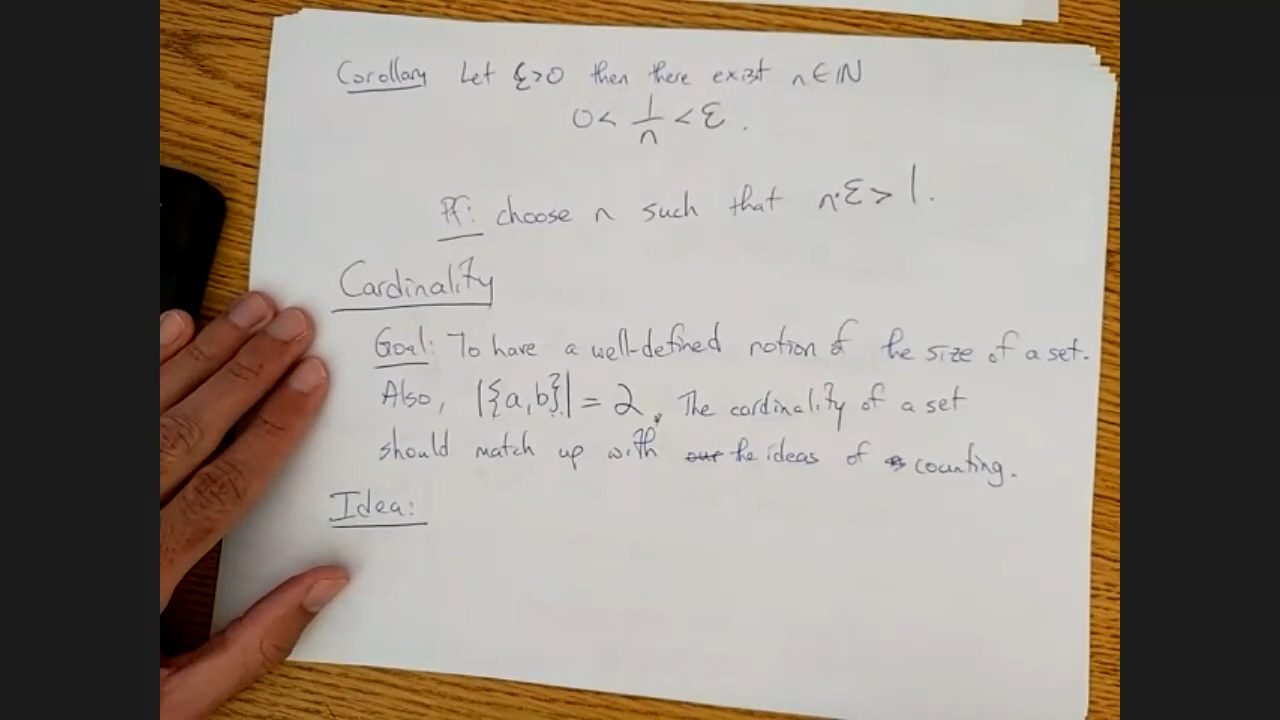 Corollary Let ε>0 then there exist n∈ℕ
0 < 1/n < ε.
Pf: choose n such that n·ε > 1.
Cardinality
Goal: To have a well-defined notion of the size of a set.
Also, |{a,b}| = 2. The cardinality of a set
should match up with the ideas of counting.
Idea: